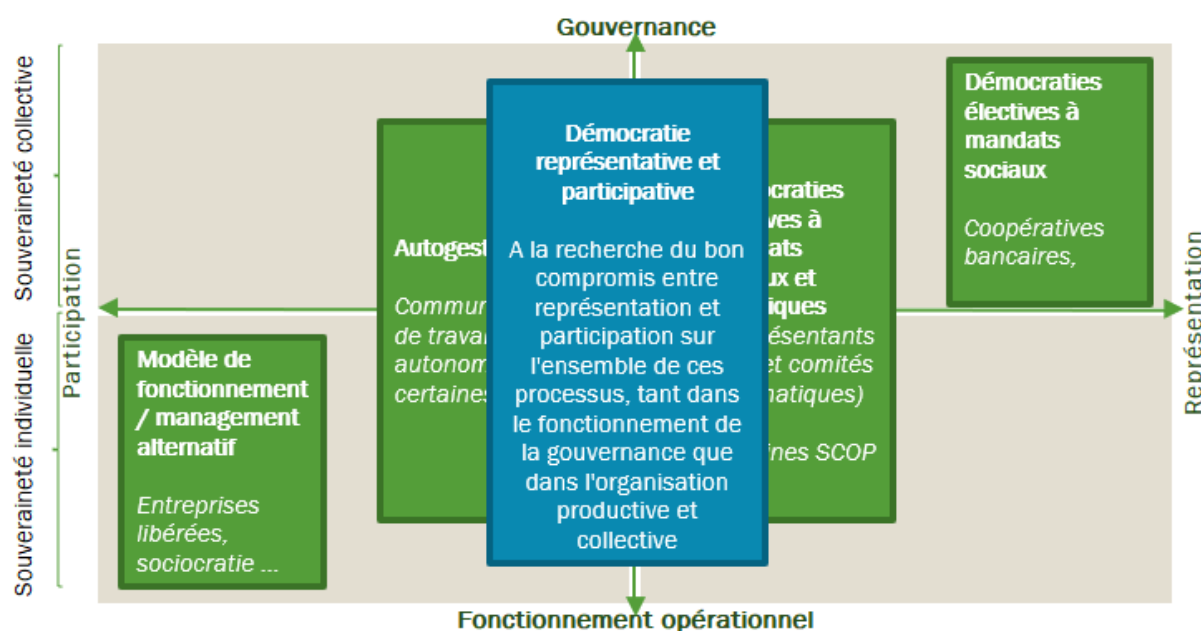 Gouvernance
Souveraineté collective
Souveraineté individuelle
Participation
Représentation
Démocraties
électives à
mandats
sociaux
Coopératives
bancaires,
Démocratie
représentative et
participative
A la recherche du bon
compromis entre
représentation et
participation sur
l'ensemble de ces
processus, tant dans
le fonctionnement de
la gouvernance que
dans l'organisation
productive et
collective
Autogest
Commun
de travai
autonom
certaines
ocraties
ves à
ats
ux et
iques
ésentants
et comités
matiques)
ines SCOP
Modèle de
fonctionnement
/ management
alternatif
Entreprises
libérées,
sociocratie ...
Fonctionnement opérationnel